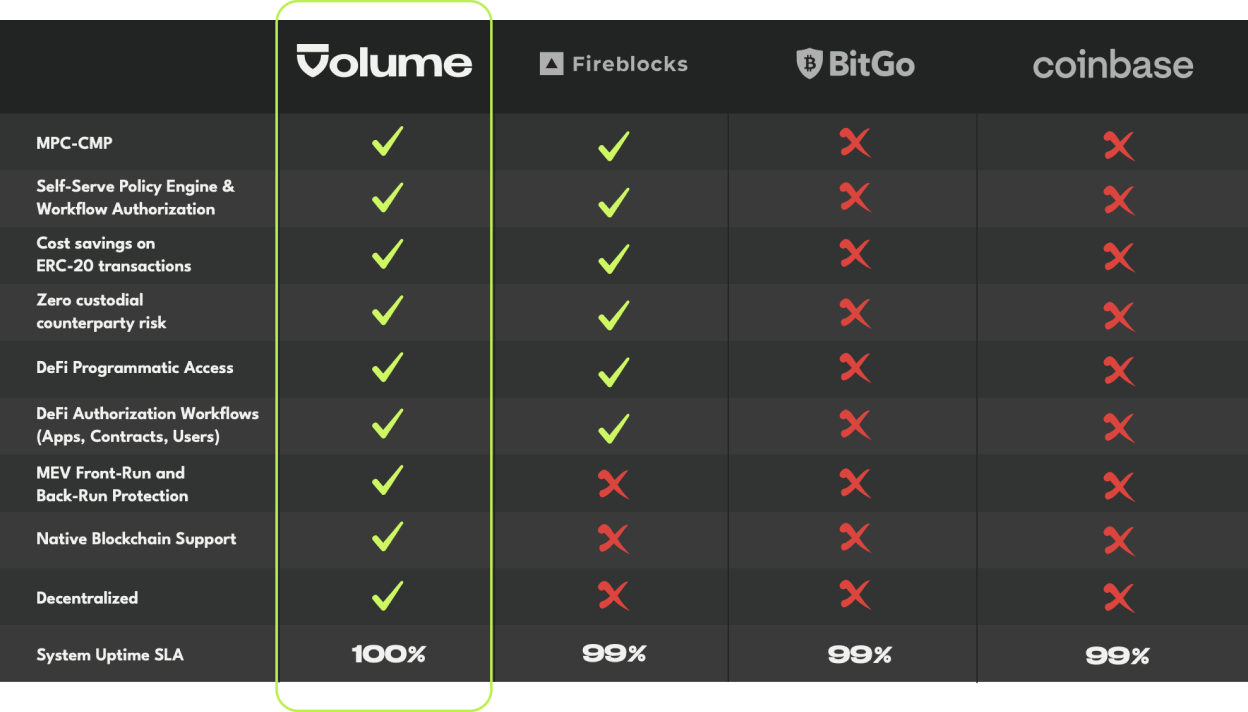 Volume
Fireblocks
BitGo
coinbase
MPC-CMP
Self-Serve Policy Engine &
Workflow Authorization
Cost savings on
ERC-20 transactions
Zero custodial
counterparty risk
DeFi Programmatic Access
DeFi Authorization Workflows
(Apps, Contracts, Users)
MEV Front-Run and
Back-Run Protection
Native Blockchain Support
Decentralized
System Uptime SLA
100%
99%
99%
99%